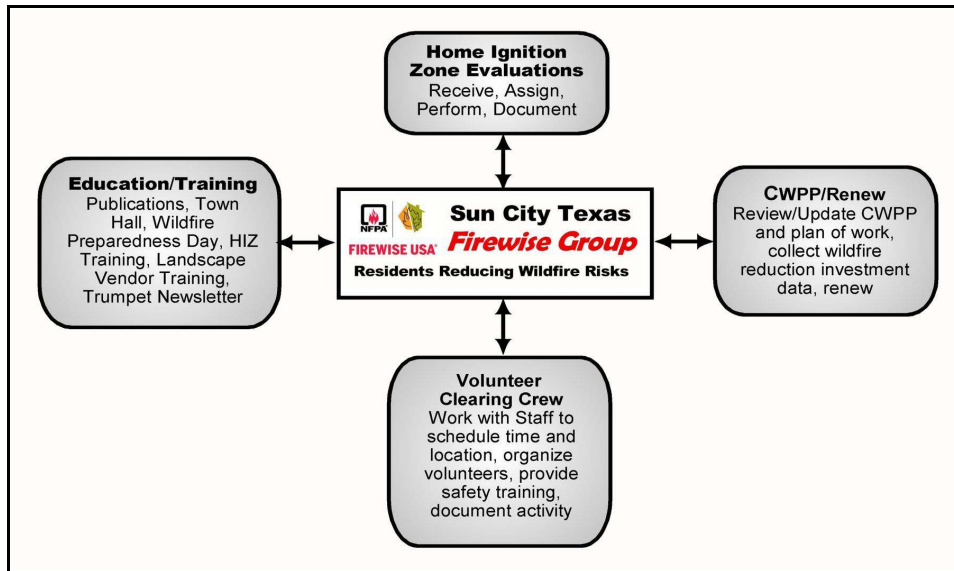 Home Ignition
Zone Evaluations
Receive, Assign,
Perform, Document
Education/Training
Publications, Town
Hall, Wildfire
Preparedness Day, HIZ
Training, Landscape
Vendor Training,
Trumpet Newsletter
NFPA
FIREWISE USA®
Sun City Texas
Firewise Group
Residents Reducing Wildfire Risks
CWPP/Renew
Review/Update CWPP
and plan of work,
collect wildfire
reduction investment
data, renew
Volunteer
Clearing Crew
Work with Staff to
schedule time and
location, organize
volunteers, provide
safety training,
document activity